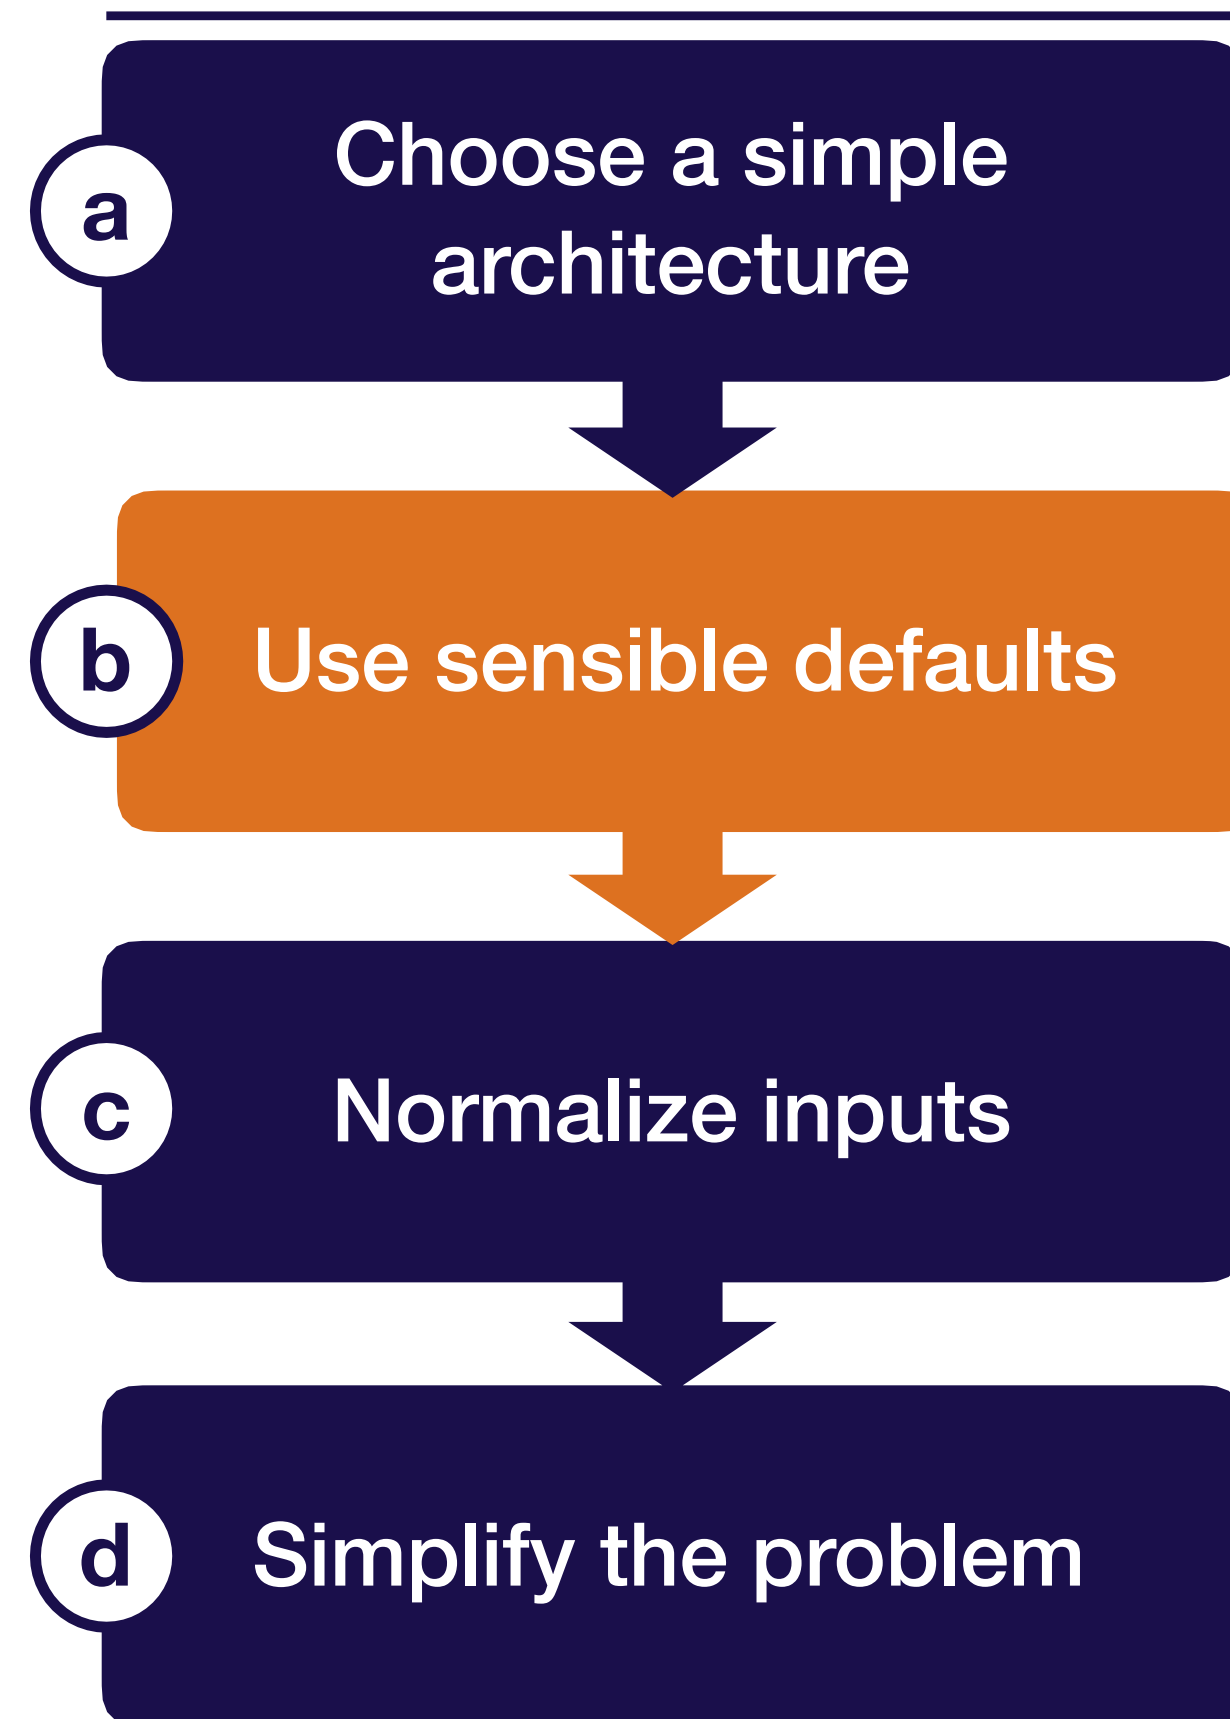 a
Choose a simple
architecture
b
Use sensible defaults
c
Normalize inputs
d
Simplify the problem